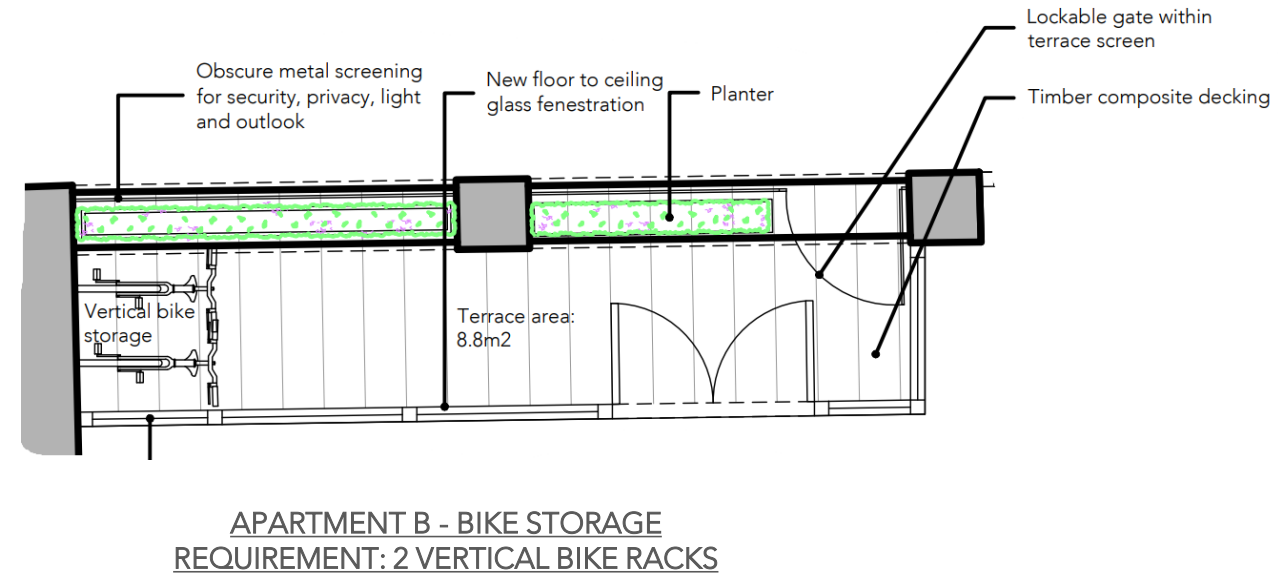 Lockable gate within
terrace screen
Obscure metal screening
for security, privacy, light
and outlook
New floor to ceiling
glass fenestration
Planter
Timber composite decking
Vertical bike
storage
Terrace area:
8.8m2
APARTMENT B - BIKE STORAGE
REQUIREMENT: 2 VERTICAL BIKE RACKS